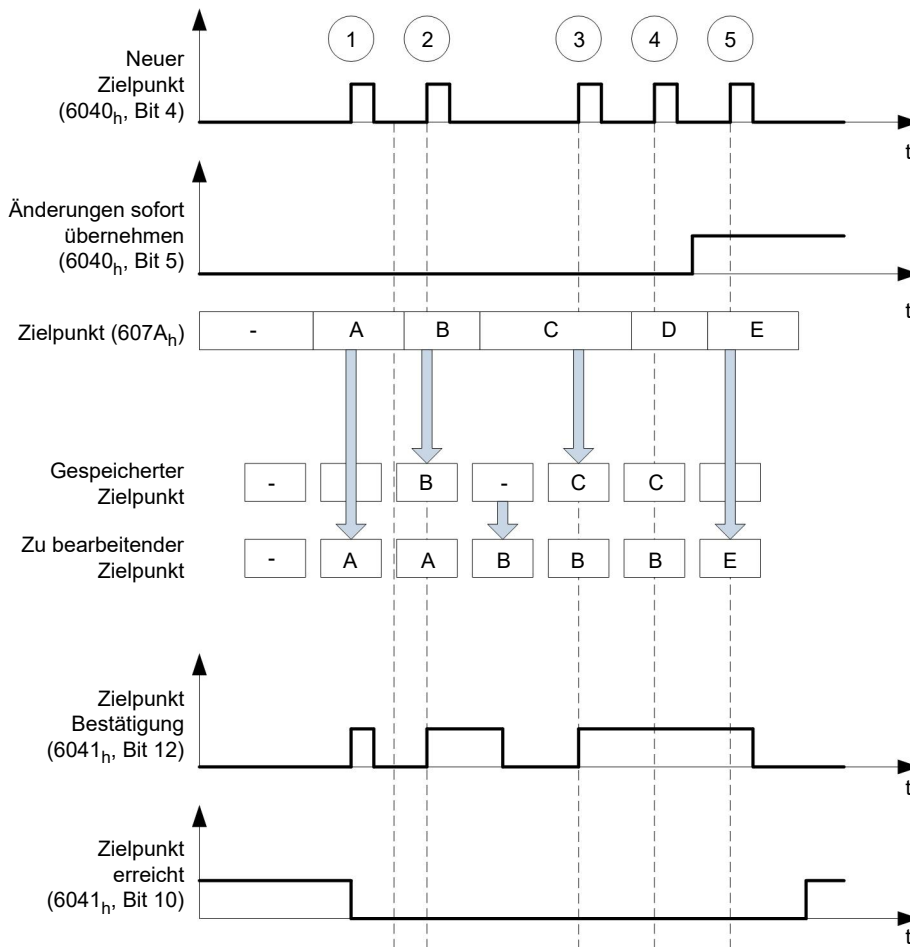 1 2 3 4 5
Neuer
Zielpunkt
(6040h, Bit 4)
t
Änderungen sofort
übernehmen
(6040h, Bit 5)
t
Zielpunkt (607Ah) - A B C D E
Gespeicherter
Zielpunkt
- B - C C
Zu bearbeitender
Zielpunkt
- A A B B B E
Zielpunkt
Bestätigung
(6041h, Bit 12)
t
Zielpunkt
erreicht
(6041h, Bit 10)
t